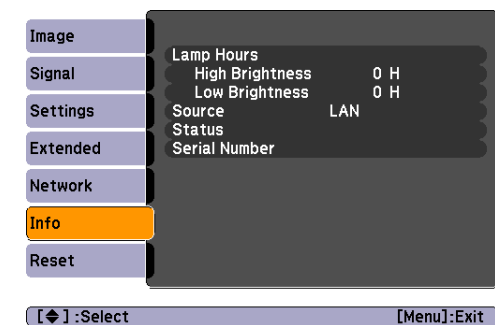 Image
Signal
Settings
Extended
Network
Info
Reset
Lamp Hours
High Brightness 0 H
Low Brightness 0 H
Source LAN
Status
Serial Number
[◆] :Select [Menu]:Exit